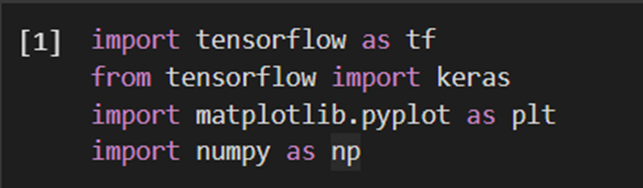 [1] import tensorflow as tf
from tensorflow import keras
import matplotlib.pyplot as plt
import numpy as np